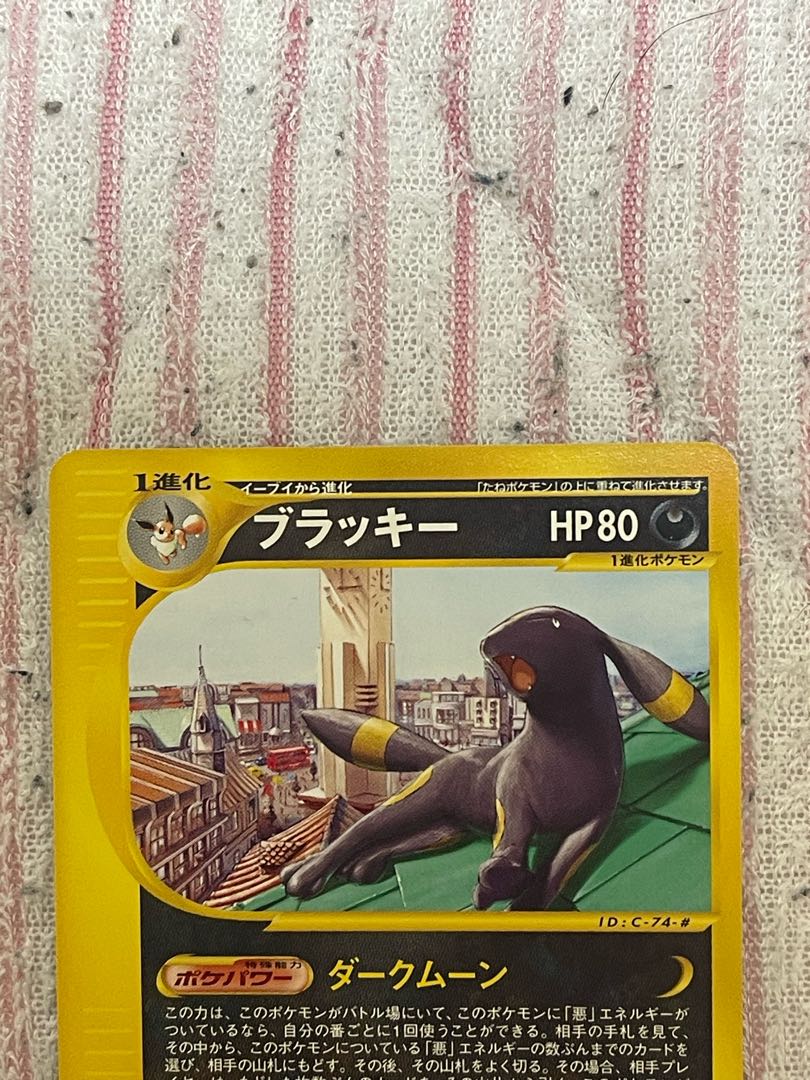 1進化
イーブイから進化
「たねポケモン」の上に重ねて進化させます。
ブラッキー HP80
1進化ポケモン
ID:C-74-#
特殊能力
ポケパワー ダークムーン
この力は、このポケモンがバトル場にいて、このポケモンに「悪」エネルギーが
ついているなら、自分の番ごとに1回使うことができる。相手の手札を見て、
その中から、このポケモンについている「悪」エネルギーの数ぶんまでのカードを
選び、相手の山札にもどす。その後、その山札をよく切る。その場合、相手プレ